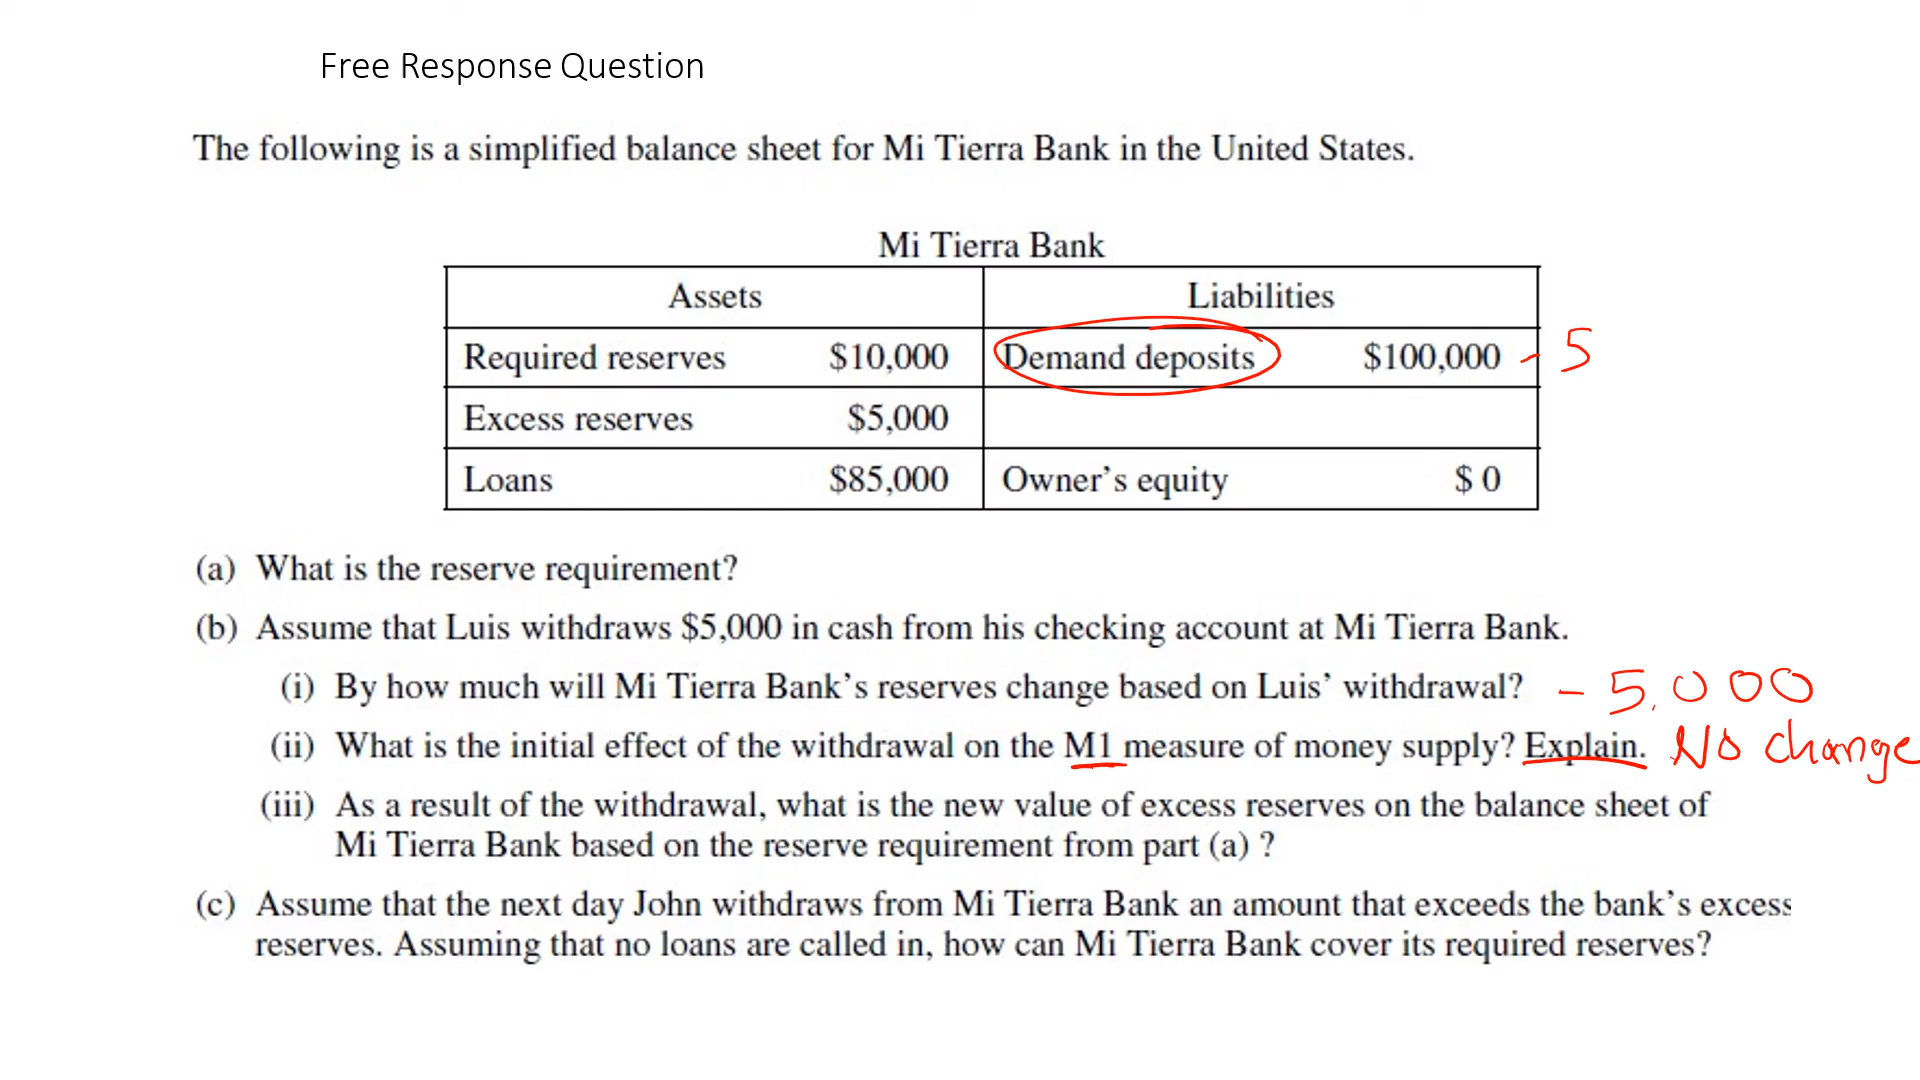 Free Response Question
The following is a simplified balance sheet for Mi Tierra Bank in the United States.
Mi Tierra Bank
Assets Liabilities
Required reserves $10,000 Demand deposits $100,000 - 5
Excess reserves $5,000
Loans $85,000 Owner’s equity $ 0
(a) What is the reserve requirement?
(b) Assume that Luis withdraws $5,000 in cash from his checking account at Mi Tierra Bank.
(i) By how much will Mi Tierra Bank’s reserves change based on Luis’ withdrawal? - 5,000
(ii) What is the initial effect of the withdrawal on the M1 measure of money supply? Explain. No change
(iii) As a result of the withdrawal, what is the new value of excess reserves on the balance sheet of
Mi Tierra Bank based on the reserve requirement from part (a) ?
(c) Assume that the next day John withdraws from Mi Tierra Bank an amount that exceeds the bank’s excess
reserves. Assuming that no loans are called in, how can Mi Tierra Bank cover its required reserves?